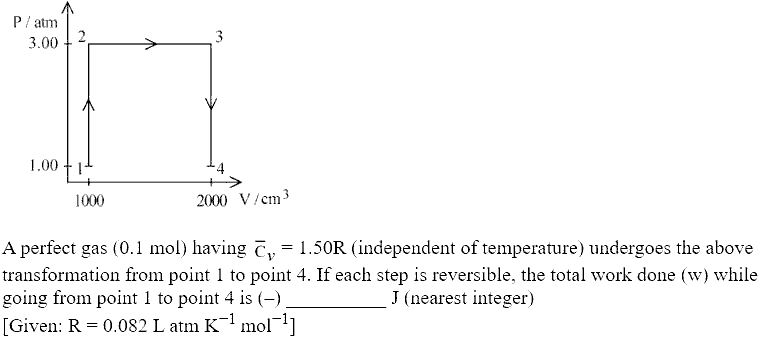 P / atm
3.00
2
3
1.00
1
4
1000
2000 V/cm³
A perfect gas (0.1 mol) having C̅ᵥ = 1.50R (independent of temperature) undergoes the above
transformation from point 1 to point 4. If each step is reversible, the total work done (w) while
going from point 1 to point 4 is (–) __________ J (nearest integer)
[Given: R = 0.082 L atm K⁻¹ mol⁻¹]